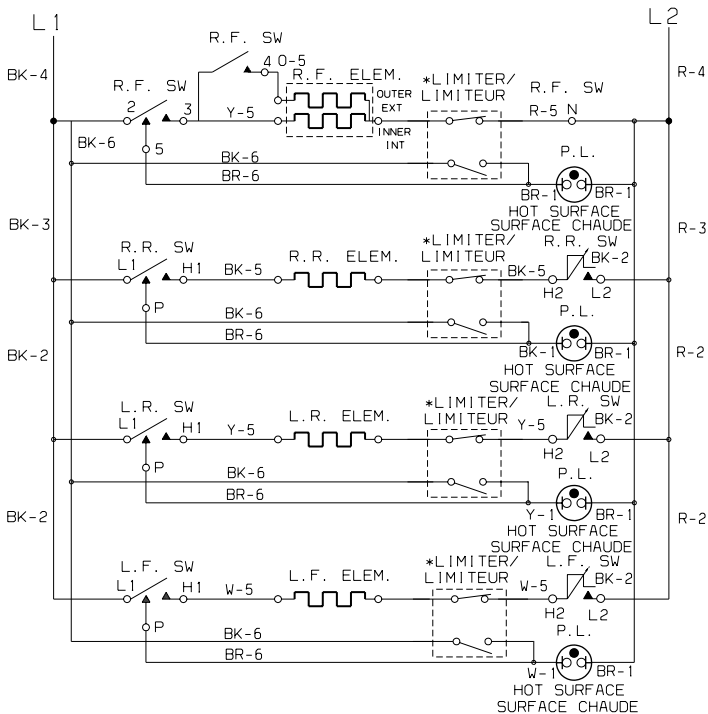 L1
L2
R.F. SW
BK-4
4 O-5
R.F. ELEM.
*LIMITER/
LIMITEUR
R.F. SW
R-4
R.F. SW
2
3
Y-5
OUTER
EXT
INNER
INT
R-5 N
BK-6
5
BK-6
BR-6
P.L.
BR-1
BR-1
HOT SURFACE
SURFACE CHAUDE
BK-3
R-3
R.R. SW
L1
H1
BK-5
R.R. ELEM.
*LIMITER/
LIMITEUR
BK-5
R.R. SW
BK-2
H2
L2
P
BK-6
BR-6
P.L.
BK-1
BR-1
HOT SURFACE
SURFACE CHAUDE
BK-2
R-2
L.R. SW
L1
H1
Y-5
L.R. ELEM.
*LIMITER/
LIMITEUR
Y-5
L.R. SW
BK-2
H2
L2
P
BK-6
BR-6
P.L.
Y-1
BR-1
HOT SURFACE
SURFACE CHAUDE
BK-2
R-2
L.F. SW
L1
H1
W-5
L.F. ELEM.
*LIMITER/
LIMITEUR
W-5
L.F. SW
BK-2
H2
L2
P
BK-6
BR-6
P.L.
W-1
BR-1
HOT SURFACE
SURFACE CHAUDE